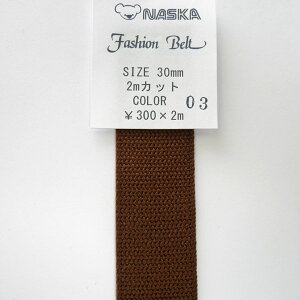 NASKA
Fashion Belt
SIZE 30mm
2mカット
COLOR 03
￥300×2m